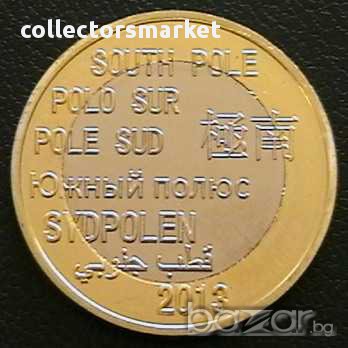 collectorsmarket
SOUTH POLE
POLO SUR
POLE SUD 極南
Южный полюс
SYDPOLEN
قطب جنوبي
2013
bazar.bg